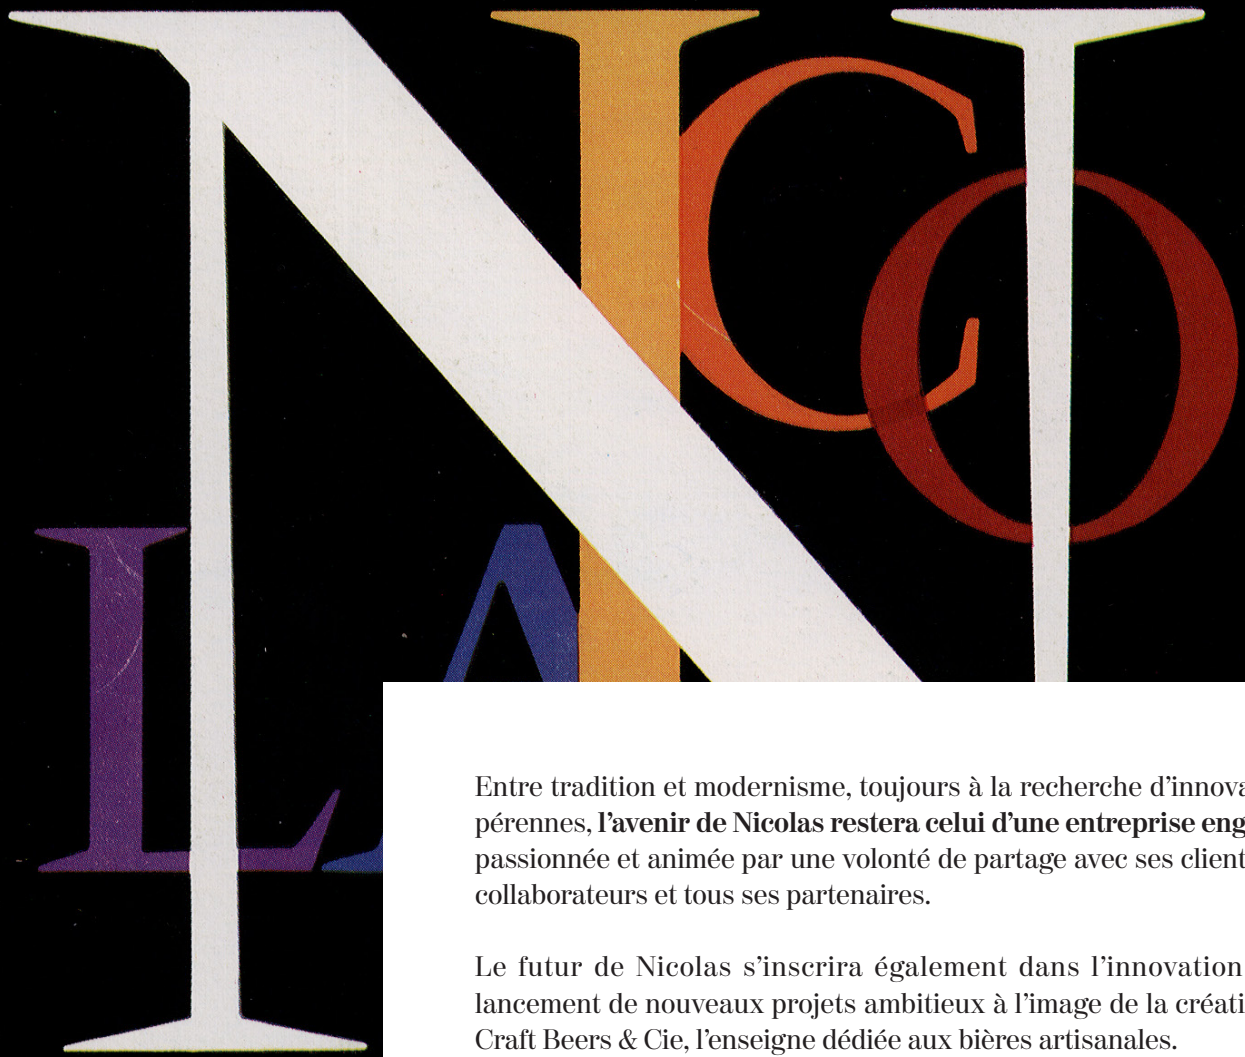 NICO
LA
Entre tradition et modernisme, toujours à la recherche d’innova
pérennes, l’avenir de Nicolas restera celui d’une entreprise eng
passionnée et animée par une volonté de partage avec ses client
collaborateurs et tous ses partenaires.
Le futur de Nicolas s’inscrira également dans l’innovation
lancement de nouveaux projets ambitieux à l’image de la créati
Craft Beers & Cie, l’enseigne dédiée aux bières artisanales.